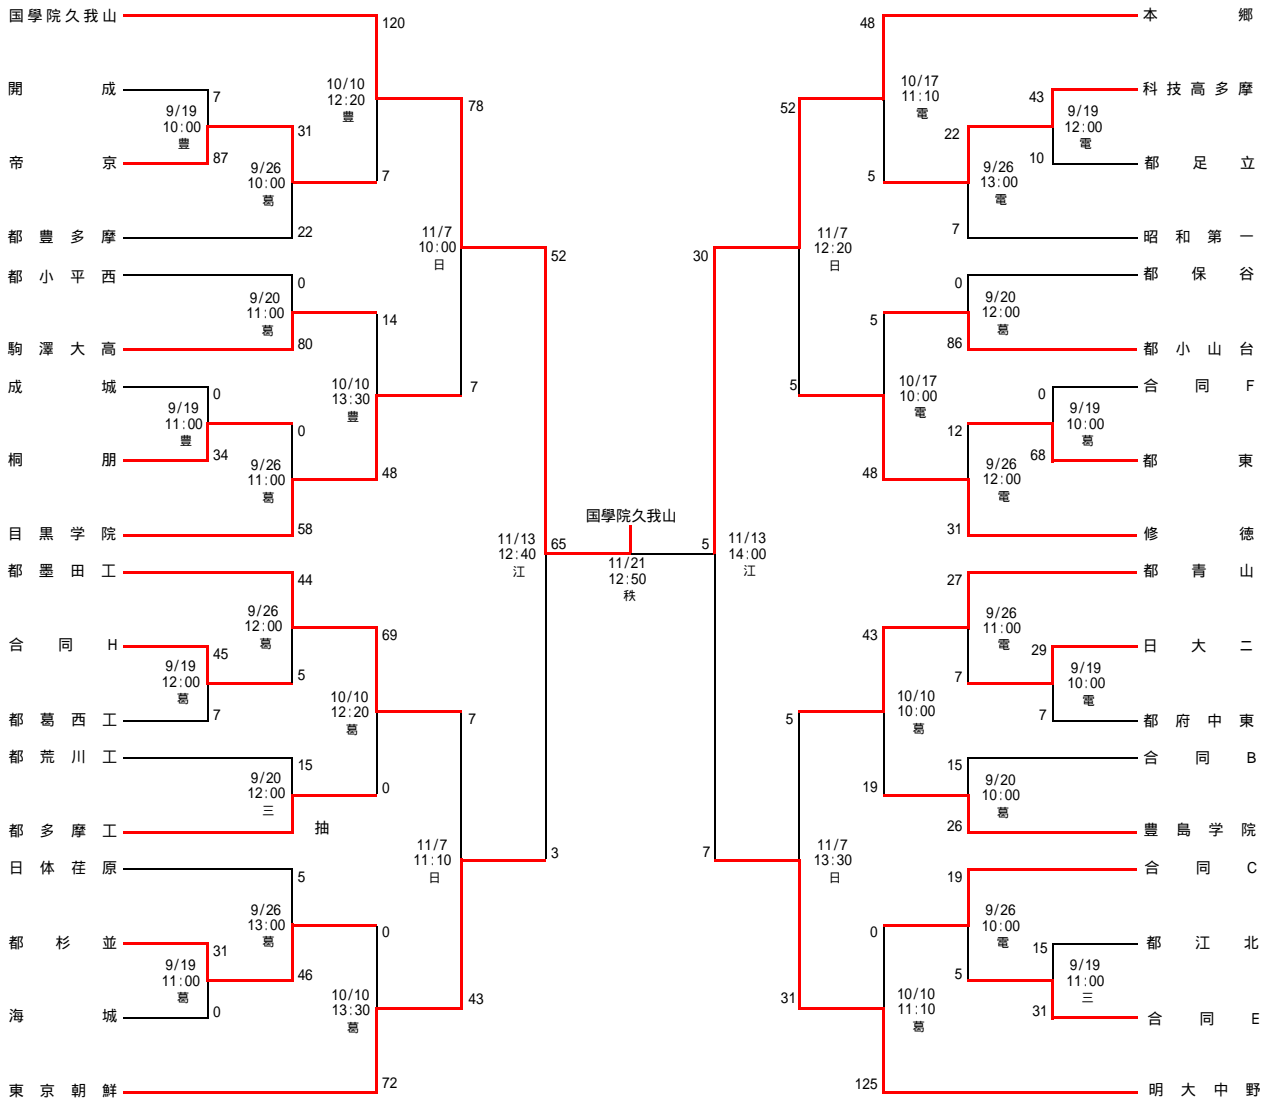 国學院久我山
120
48
本郷
開成
7
9/19
10:00
豊
87
帝京
31
9/26
10:00
葛
22
都豊多摩
10/10
12:20
豊
7
78
都小平西
0
9/20
11:00
葛
80
駒澤大高
14
成城
0
9/19
11:00
豊
34
桐朋
0
9/26
11:00
葛
58
目黒学院
10/10
13:30
豊
48
7
11/7
10:00
日
52
都墨田工
44
9/26
12:00
葛
5
合同H
45
9/19
12:00
葛
7
都葛西工
69
10/10
12:20
葛
0
都荒川工
15
9/20
12:00
三
抽
都多摩工
7
11/7
11:10
日
43
3
日体荏原
5
9/26
13:00
葛
46
都杉並
31
9/19
11:00
葛
0
海城
0
10/10
13:30
葛
72
東京朝鮮
11/13
12:40
江
65
国學院久我山
11/21
12:50
秩
5
11/13
14:00
江
10/17
11:10
電
52
5
科技高多摩
43
9/19
12:00
電
10
都足立
22
9/26
13:00
電
7
昭和第一
30
11/7
12:20
日
5
都保谷
0
9/20
12:00
葛
86
都小山台
5
10/17
10:00
電
48
合同F
0
9/19
10:00
葛
68
都東
12
9/26
12:00
電
31
修徳
都青山
27
9/26
11:00
電
7
日大二
29
9/19
10:00
電
7
都府中東
43
10/10
10:00
葛
19
合同B
15
9/20
10:00
葛
26
豊島学院
5
11/7
13:30
日
31
7
合同C
19
9/26
10:00
電
5
都江北
15
9/19
11:00
三
31
合同E
0
10/10
11:10
葛
125
明大中野